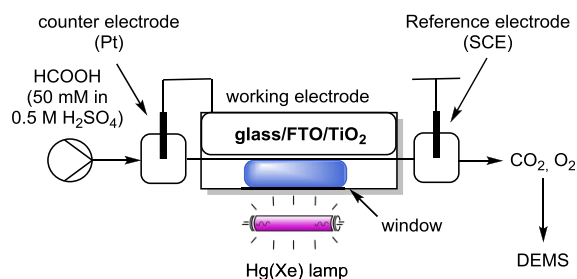 counter electrode
(Pt)
Reference electrode
(SCE)
HCOOH
(50 mM in
0.5 M H₂SO₄)
working electrode
glass/FTO/TiO₂
CO₂, O₂
window
Hg(Xe) lamp
DEMS